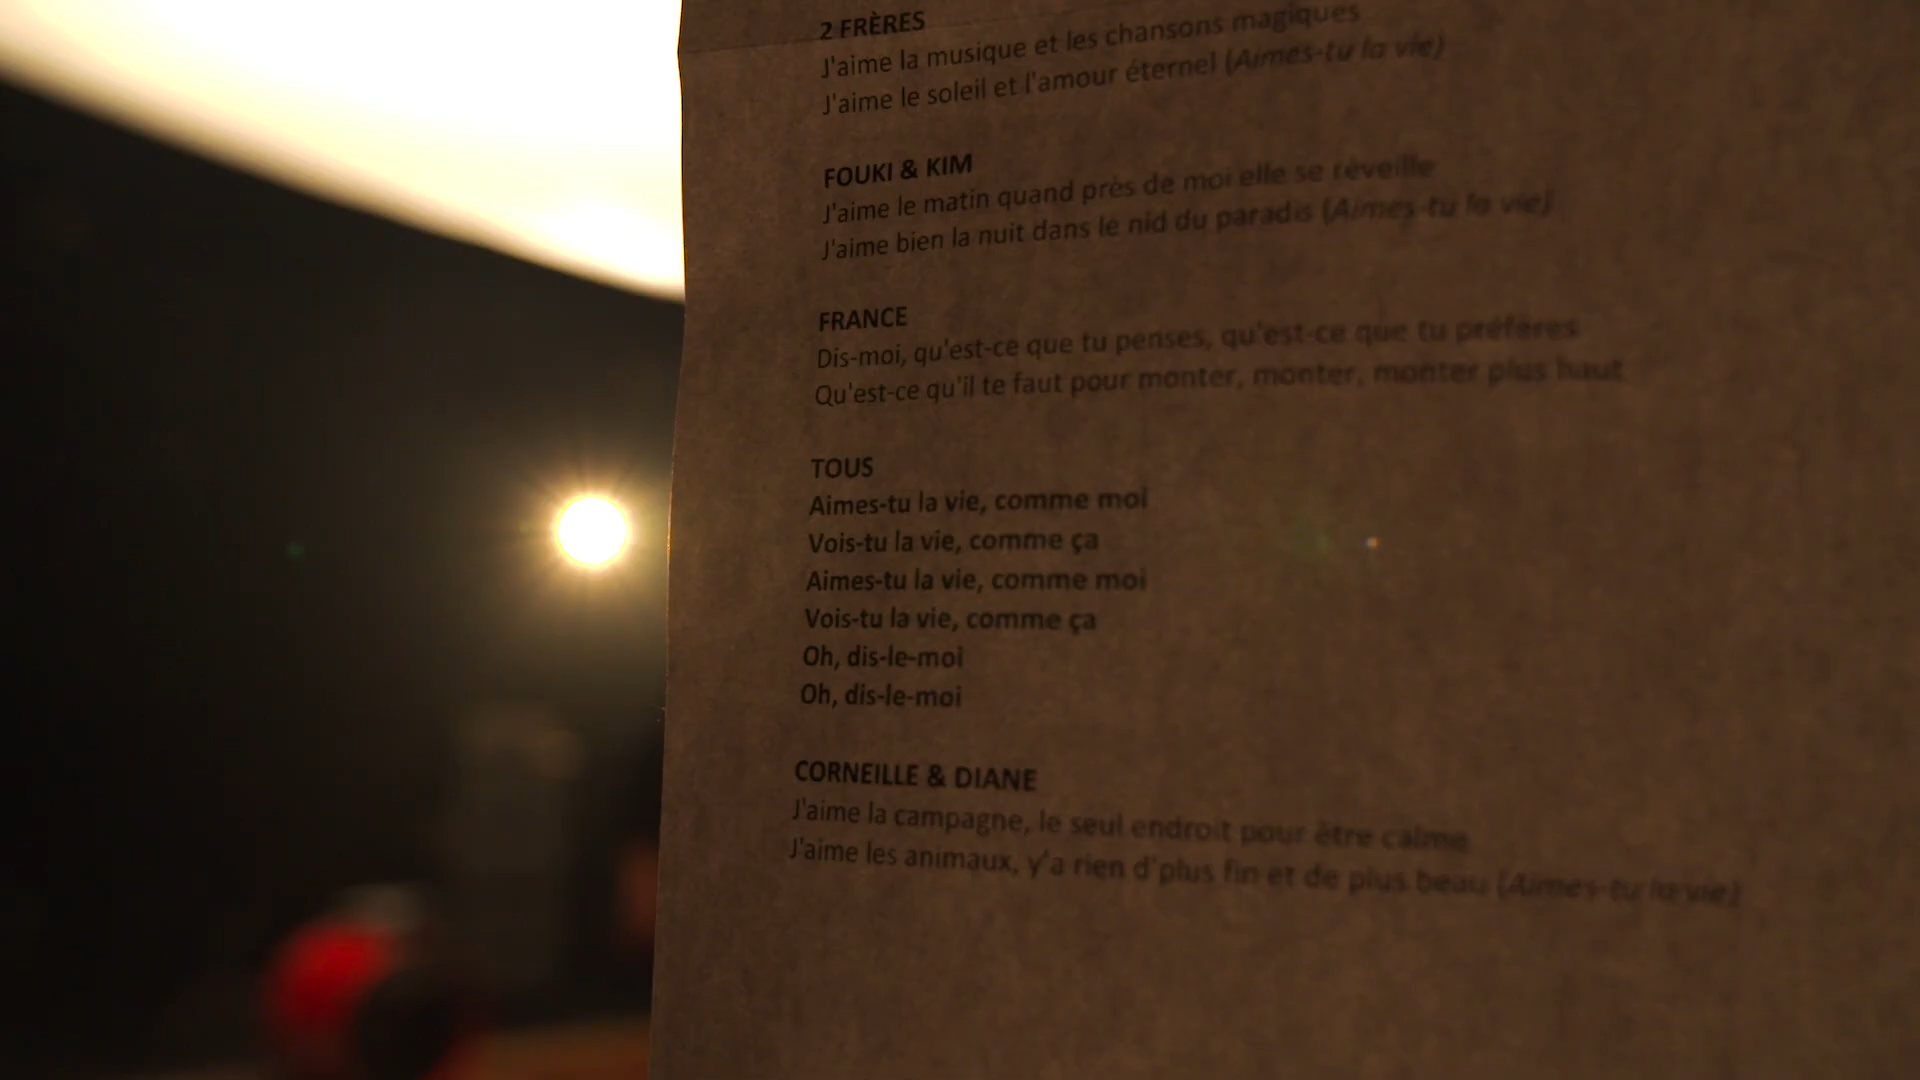 2 FRÈRES
J'aime la musique et les chansons magiques
J'aime le soleil et l'amour éternel (Aimes-tu la vie)
FOUKI & KIM
J'aime le matin quand près de moi elle se réveille
J'aime bien la nuit dans le nid du paradis (Aimes-tu la vie)
FRANCE
Dis-moi, qu'est-ce que tu penses, qu'est-ce que tu préfères
Qu'est-ce qu'il te faut pour monter, monter, monter plus haut
TOUS
Aimes-tu la vie, comme moi
Vois-tu la vie, comme ça
Aimes-tu la vie, comme moi
Vois-tu la vie, comme ça
Oh, dis-le-moi
Oh, dis-le-moi
CORNEILLE & DIANE
J'aime la campagne, le seul endroit pour être calme
J'aime les animaux, y'a rien d'plus fin et de plus beau (Aimes-tu la vie)